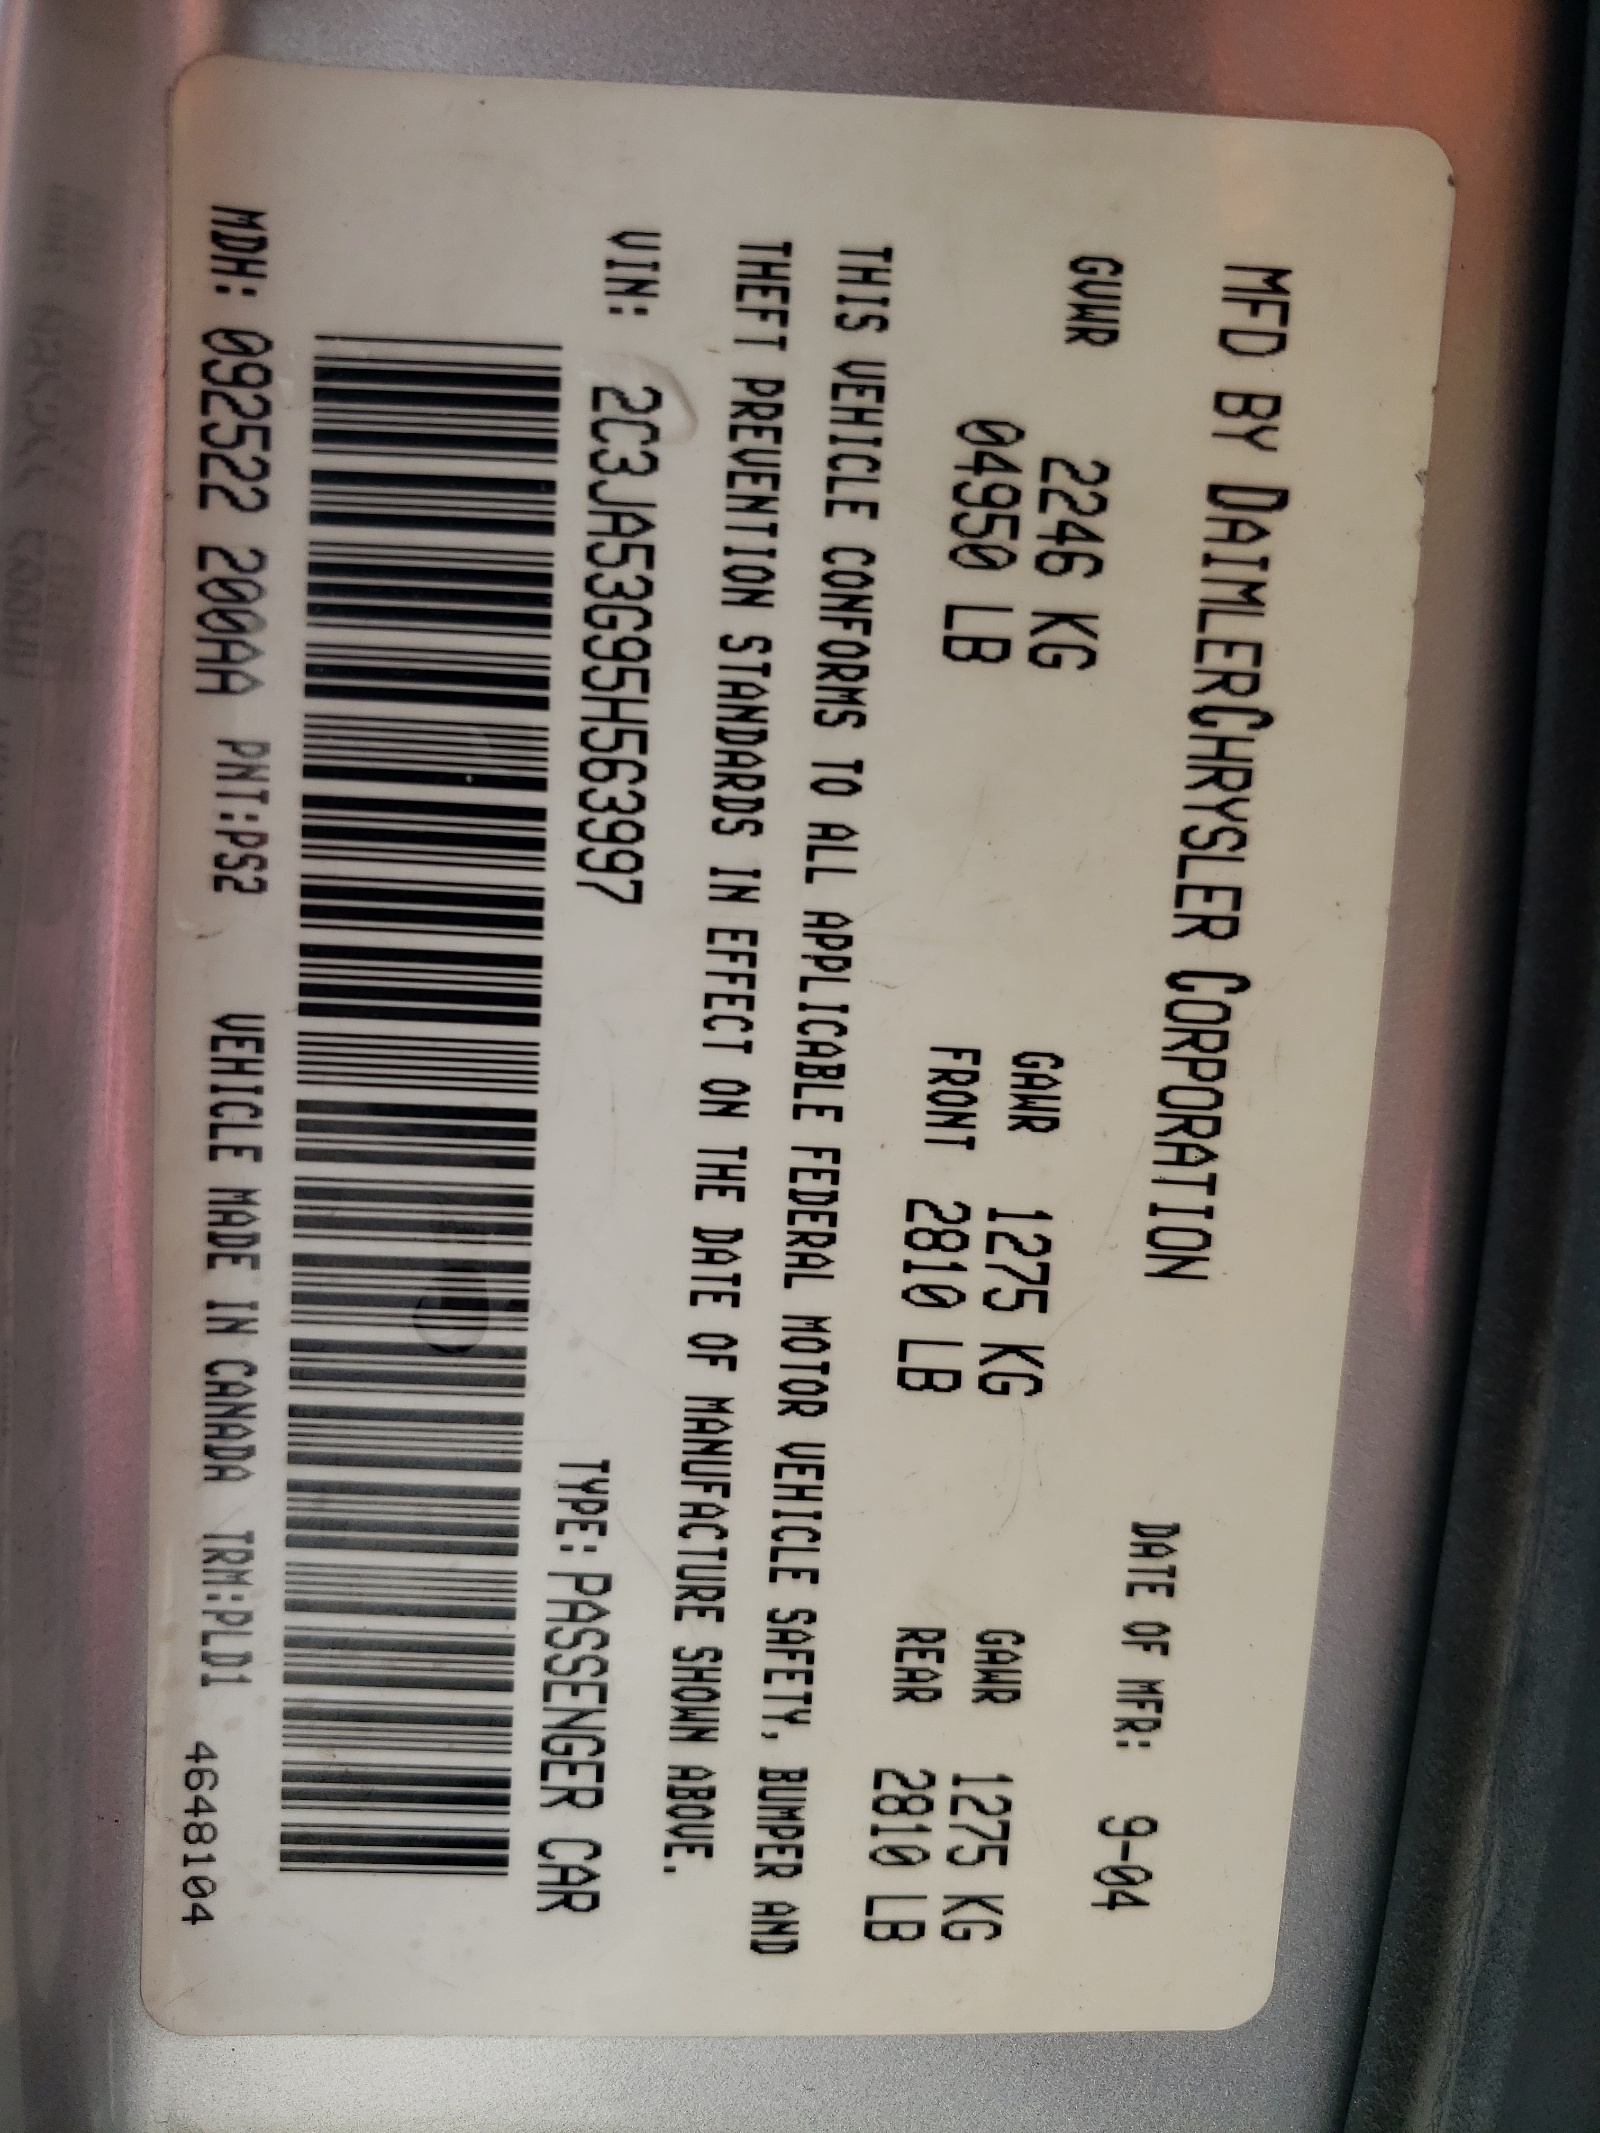 MFD BY DAIMLERCHRYSLER CORPORATION
DATE OF MFR: 9-04
GVWR 2246 KG
04950 LB
GAWR FRONT 1275 KG
2810 LB
GAWR REAR 1275 KG
2810 LB
THIS VEHICLE CONFORMS TO ALL APPLICABLE FEDERAL MOTOR VEHICLE SAFETY, BUMPER AND
THEFT PREVENTION STANDARDS IN EFFECT ON THE DATE OF MANUFACTURE SHOWN ABOVE.
VIN: 2C3JA53G95H563997 TYPE: PASSENGER CAR
MDH: 092522 200AA PNT:PS2 VEHICLE MADE IN CANADA TRM:PLD1 4648104